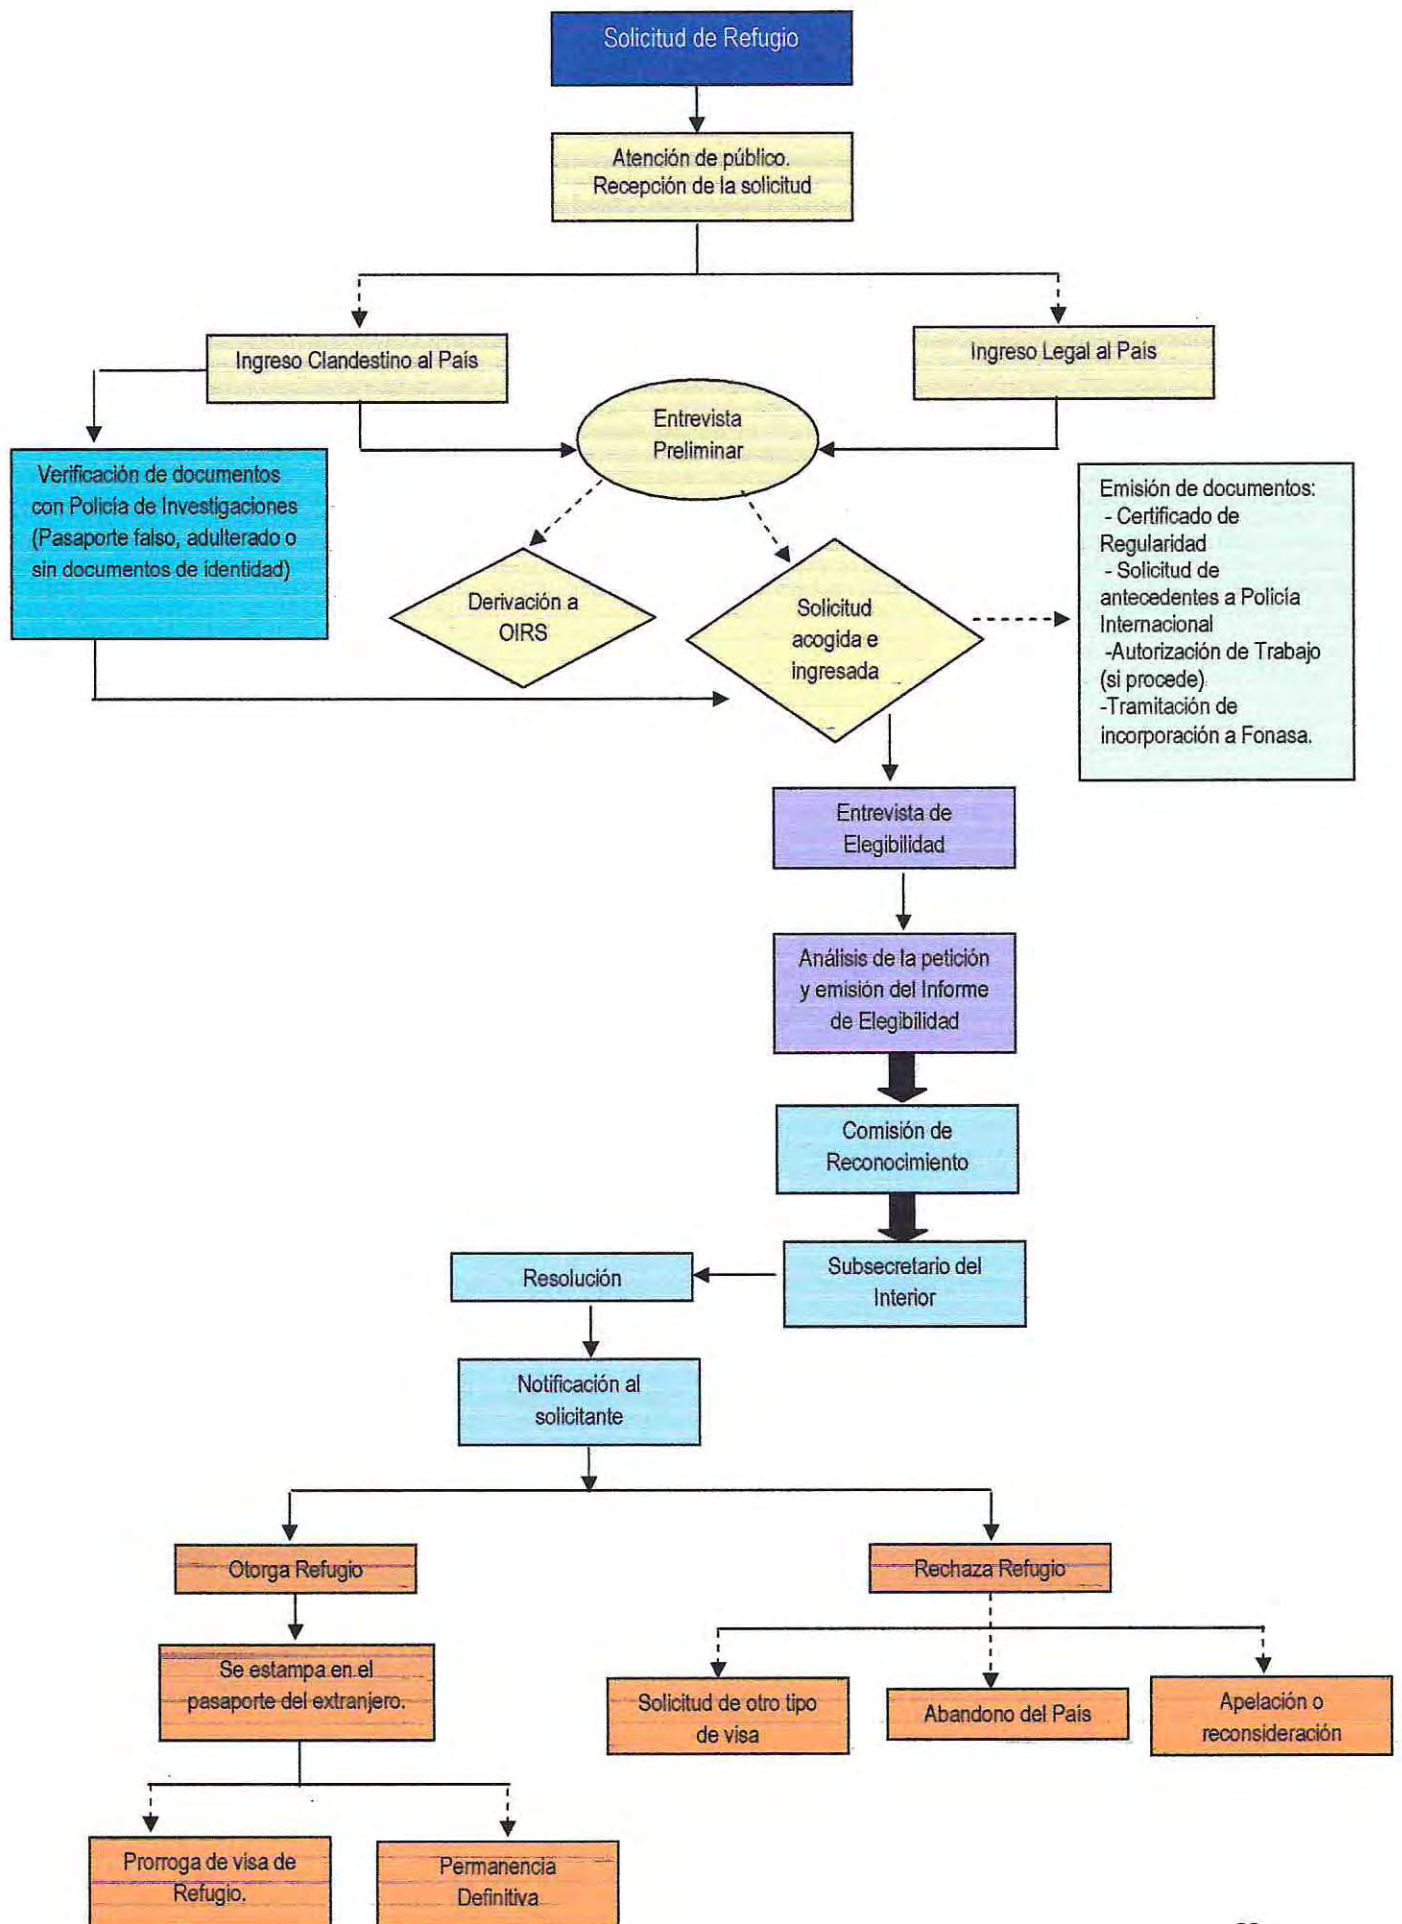 Solicitud de Refugio
Atención de público.
Recepción de la solicitud
Ingreso Clandestino al País
Ingreso Legal al País
Entrevista
Preliminar
Verificación de documentos
con Policía de Investigaciones
(Pasaporte falso, adulterado o
sin documentos de identidad)
Emisión de documentos:
- Certificado de
Regularidad
- Solicitud de
antecedentes a Policía
Internacional
-Autorización de Trabajo
(si procede)
-Tramitación de
incorporación a Fonasa.
Derivación a
OIRS
Solicitud
acogida e
ingresada
Entrevista de
Elegibilidad
Análisis de la petición
y emisión del Informe
de Elegibilidad
Comisión de
Reconocimiento
Subsecretario del
Interior
Resolución
Notificación al
solicitante
Otorga Refugio
Rechaza Refugio
Se estampa en el
pasaporte del extranjero.
Solicitud de otro tipo
de visa
Abandono del País
Apelación o
reconsideración
Prorroga de visa de
Refugio.
Permanencia
Definitiva